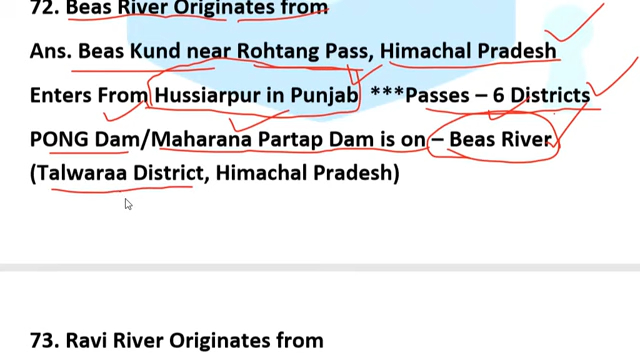 72. Beas River Originates from
Ans. Beas Kund near Rohtang Pass, Himachal Pradesh
Enters From Hussiarpur in Punjab ***Passes – 6 Districts
PONG Dam/Maharana Partap Dam is on – Beas River
(Talwaraa District, Himachal Pradesh)
73. Ravi River Originates from